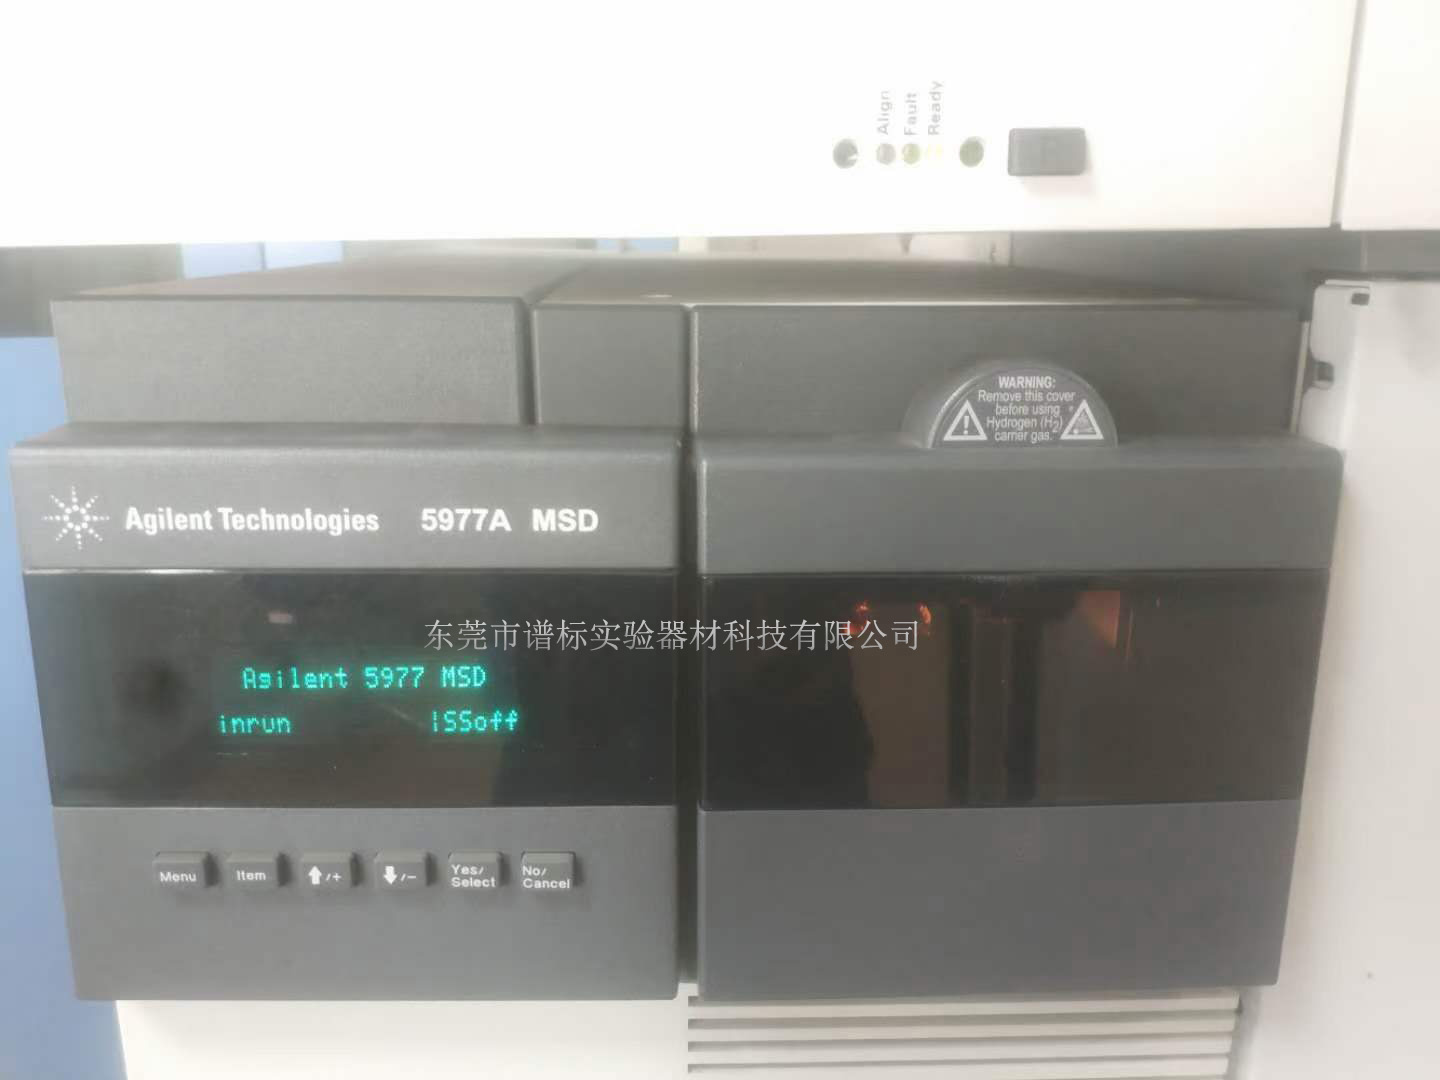 Align
Fault
Ready
WARNING:
Remove this cover
before using
Hydrogen (H2)
carrier gas.
Agilent Technologies 5977A MSD
东莞市谱标实验器材科技有限公司
Agilent 5977 MSD
inrun |SSoff
Menu
Item
/+
/-
Yes/
Select
No/
Cancel